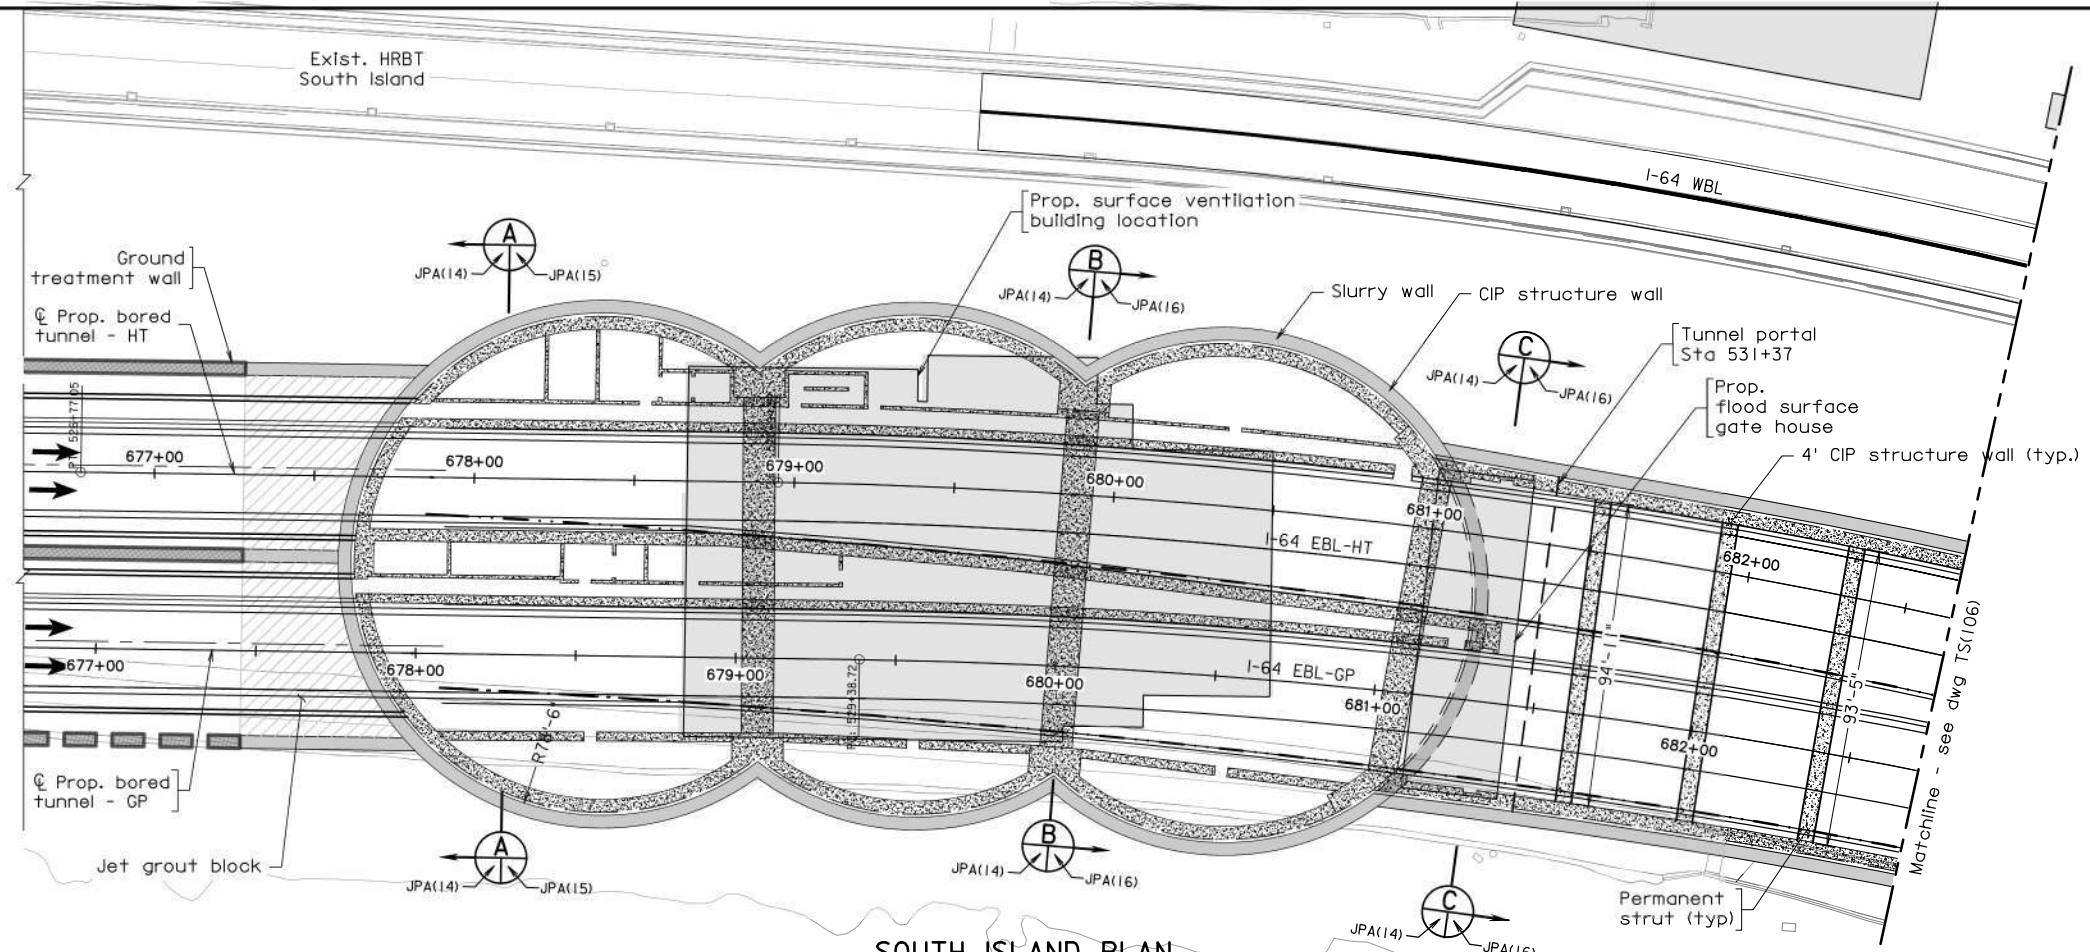 Exist. HRBT
South Island
I-64 WBL
Prop. surface ventilation
building location
A
JPA(14)
JPA(15)
B
JPA(14)
JPA(16)
Ground
treatment wall
Slurry wall
CIP structure wall
℄ Prop. bored
tunnel - HT
C
JPA(14)
JPA(16)
Tunnel portal
Sta 531+37
Prop.
flood surface
gate house
4' CIP structure wall (typ.)
677+00
678+00
679+00
680+00
681+00
682+00
I-64 EBL-HT
677+00
678+00
679+00
680+00
681+00
682+00
I-64 EBL-GP
94'-11"
93'-5"
R78'-6"
Matchline - see dwg TS(106)
℄ Prop. bored
tunnel - GP
Jet grout block
A
JPA(14)
JPA(15)
B
JPA(14)
JPA(16)
C
JPA(14)
JPA(16)
Permanent
strut (typ)
SOUTH ISLAND PLAN